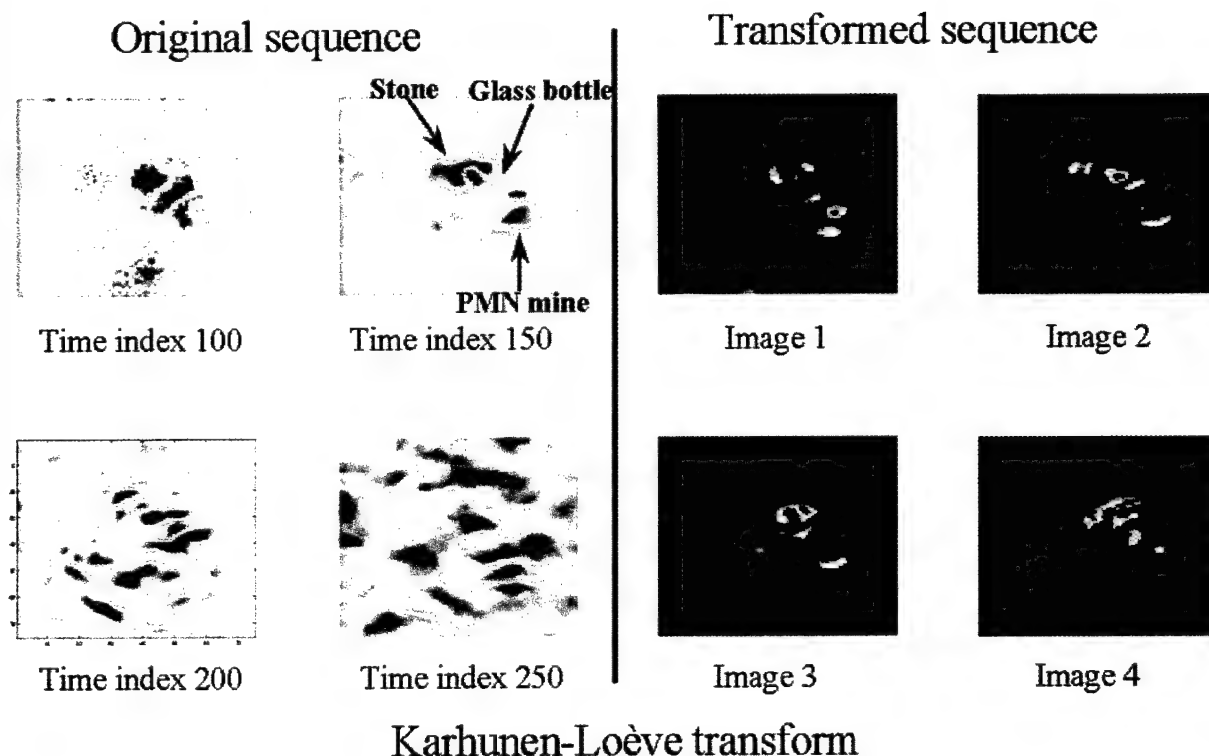 Original sequence
Transformed sequence
Stone
Glass bottle
PMN mine
Time index 100
Time index 150
Image 1
Image 2
Time index 200
Time index 250
Image 3
Image 4
Karhunen-Loève transform